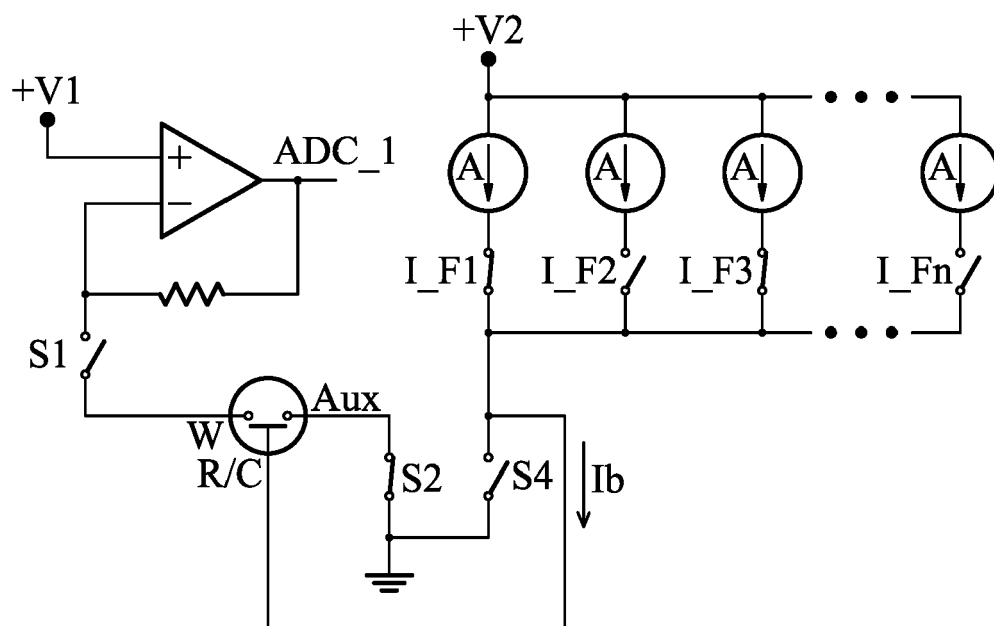 +V2
+V1
+
ADC_1
−
A A A A
I_F1 I_F2 I_F3 I_Fn
S1
Aux
W
R/C
S2 S4 Ib